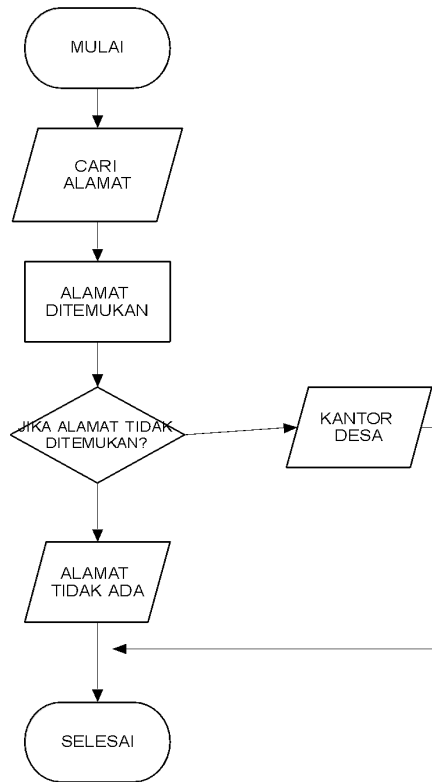 MULAI
CARI
ALAMAT
ALAMAT
DITEMUKAN
JIKA ALAMAT TIDAK
DITEMUKAN?
KANTOR
DESA
ALAMAT
TIDAK ADA
SELESAI